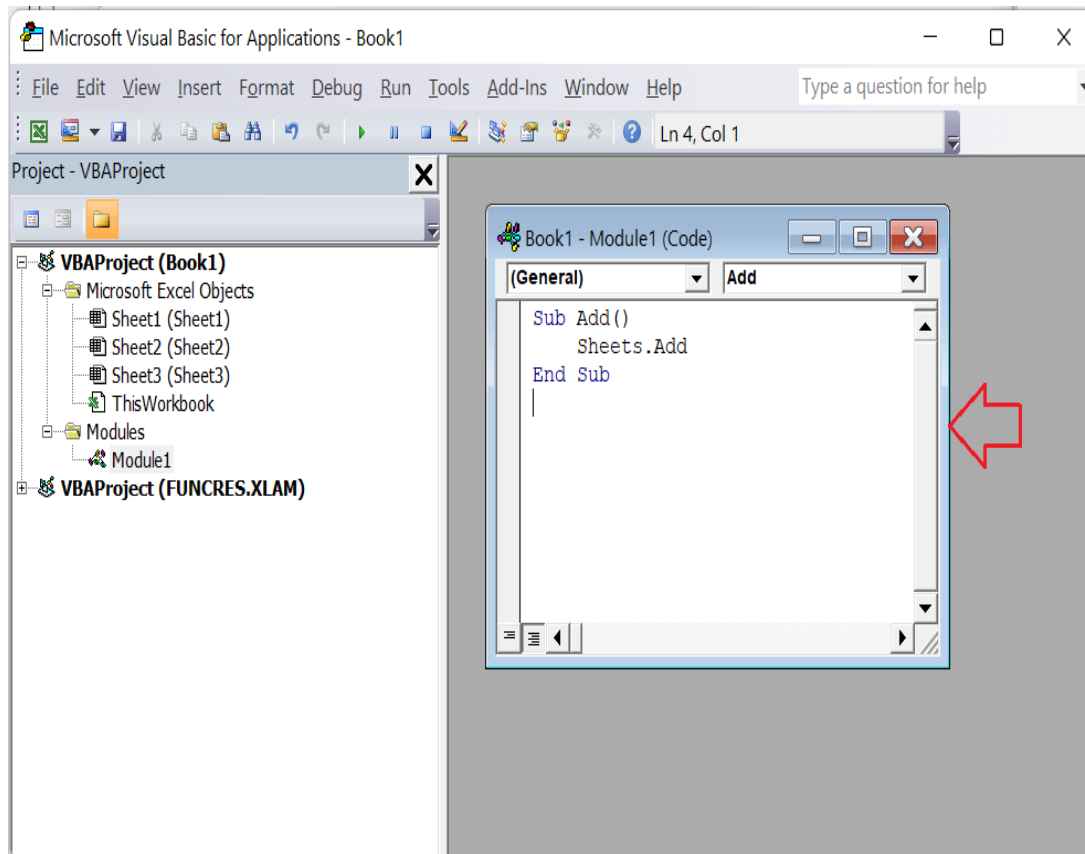 Microsoft Visual Basic for Applications - Book1
File Edit View Insert Format Debug Run Tools Add-Ins Window Help Type a question for help
Ln 4, Col 1
Project - VBAProject
VBAProject (Book1)
Microsoft Excel Objects
Sheet1 (Sheet1)
Sheet2 (Sheet2)
Sheet3 (Sheet3)
ThisWorkbook
Modules
Module1
VBAProject (FUNCRES.XLAM)
Book1 - Module1 (Code)
(General) Add
Sub Add()
Sheets.Add
End Sub